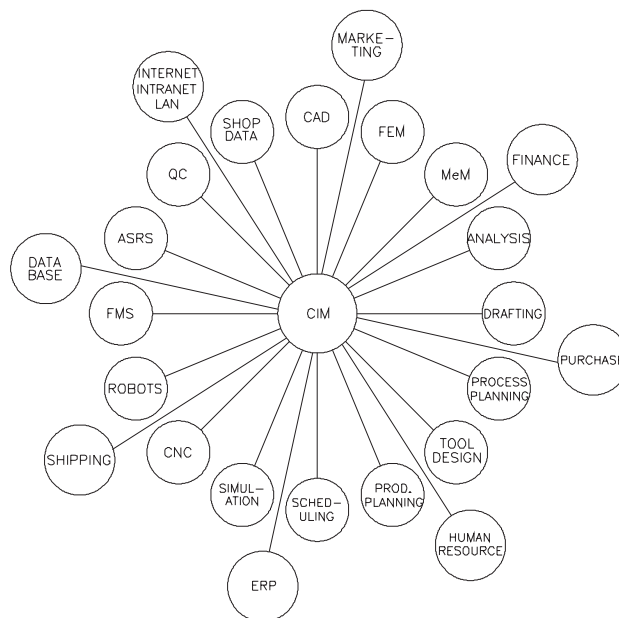 MARKE-
TING
INTERNET
INTRANET
LAN
SHOP
DATA
CAD
FEM
QC
MeM
FINANCE
ASRS
ANALYSIS
DATA
BASE
FMS
CIM
DRAFTING
PURCHASE
ROBOTS
PROCESS
PLANNING
SHIPPING
CNC
TOOL
DESIGN
SIMUL-
ATION
SCHED-
ULING
PROD.
PLANNING
HUMAN
RESOURCE
ERP